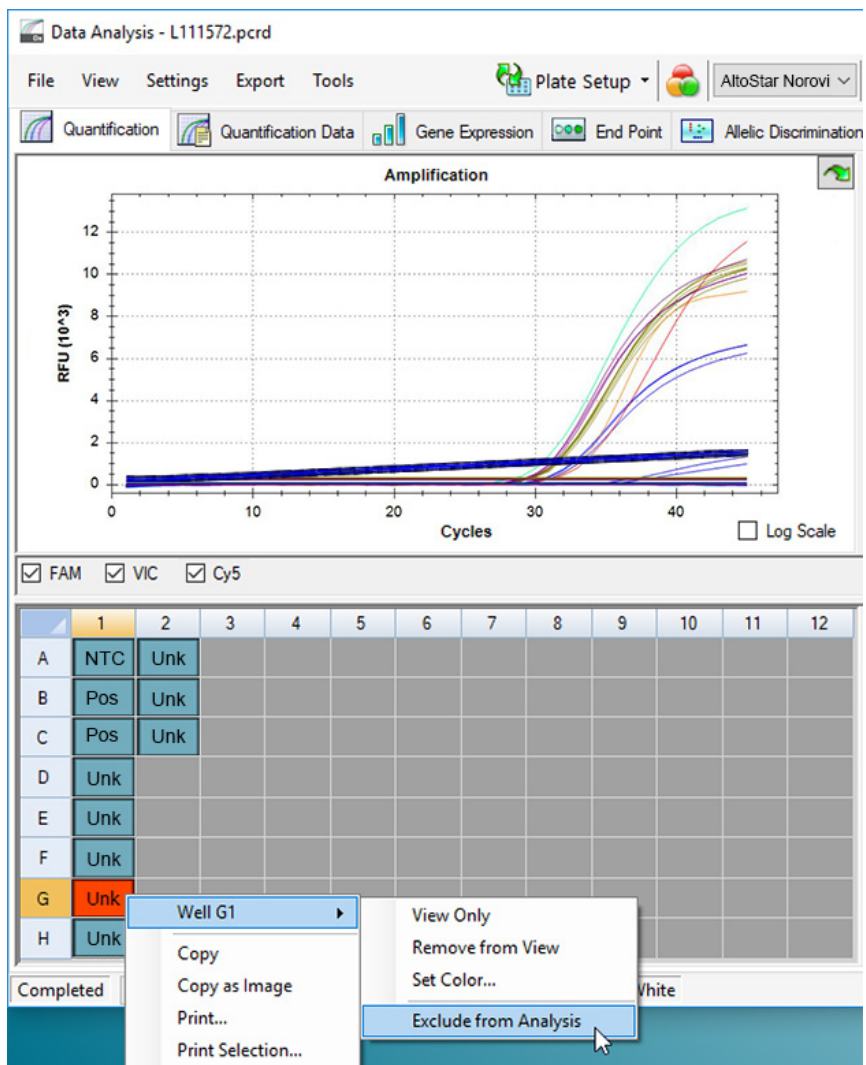 Data Analysis - L111572.pcrd
File View Settings Export Tools Plate Setup AltoStar Norovi
Quantification Quantification Data Gene Expression End Point Allelic Discrimination
Amplification
RFU (10^3)
12
10
8
6
4
2
0
0 10 20 30 40
Cycles
Log Scale
FAM VIC Cy5
1 2 3 4 5 6 7 8 9 10 11 12
A NTC Unk
B Pos Unk
C Pos Unk
D Unk
E Unk
F Unk
G Unk
H Unk
Well G1
Copy
Copy as Image
Print...
Print Selection...
View Only
Remove from View
Set Color...
Exclude from Analysis
Completed